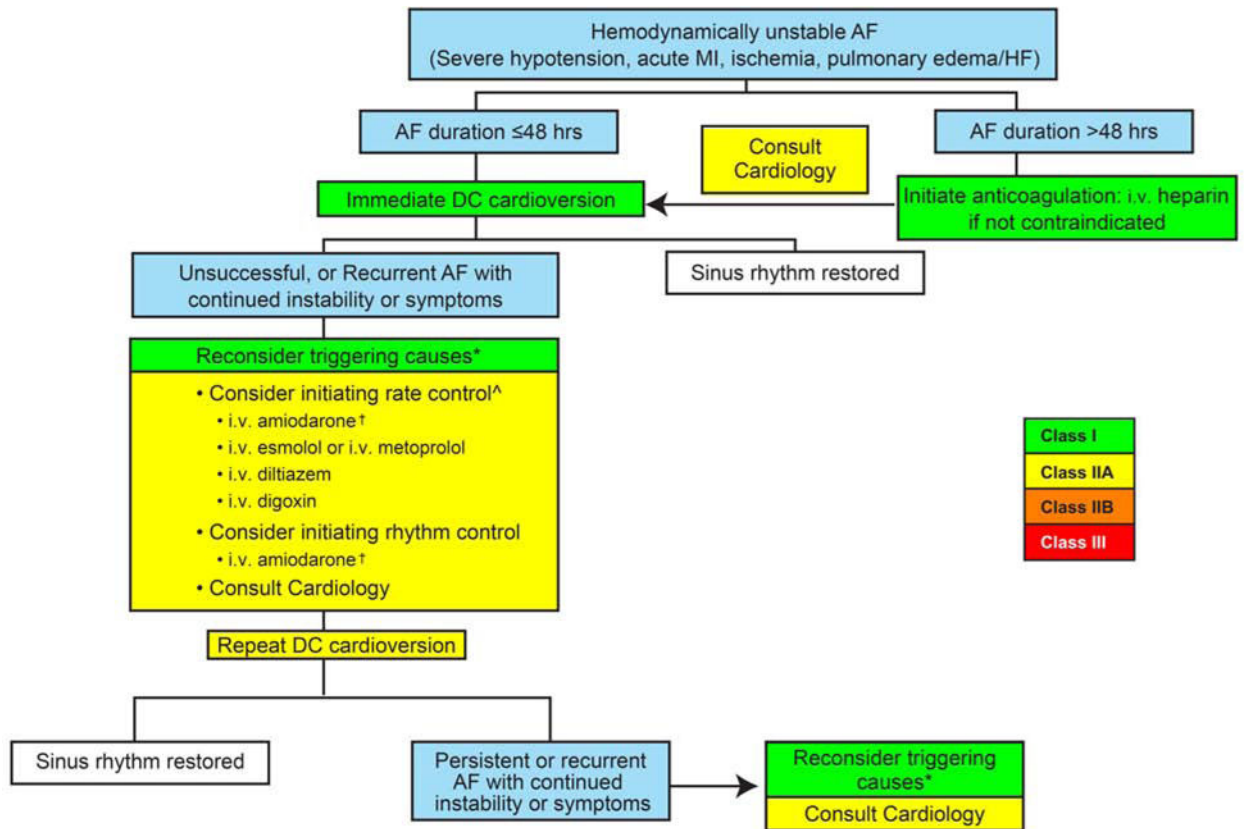 Hemodynamically unstable AF
(Severe hypotension, acute MI, ischemia, pulmonary edema/HF)
AF duration ≤48 hrs
Consult
Cardiology
AF duration >48 hrs
Immediate DC cardioversion
Initiate anticoagulation: i.v. heparin
if not contraindicated
Unsuccessful, or Recurrent AF with
continued instability or symptoms
Sinus rhythm restored
Reconsider triggering causes*
• Consider initiating rate control^
• i.v. amiodarone†
• i.v. esmolol or i.v. metoprolol
• i.v. diltiazem
• i.v. digoxin
• Consider initiating rhythm control
• i.v. amiodarone†
• Consult Cardiology
Class I
Class IIA
Class IIB
Class III
Repeat DC cardioversion
Sinus rhythm restored
Persistent or recurrent
AF with continued
instability or symptoms
Reconsider triggering
causes*
Consult Cardiology